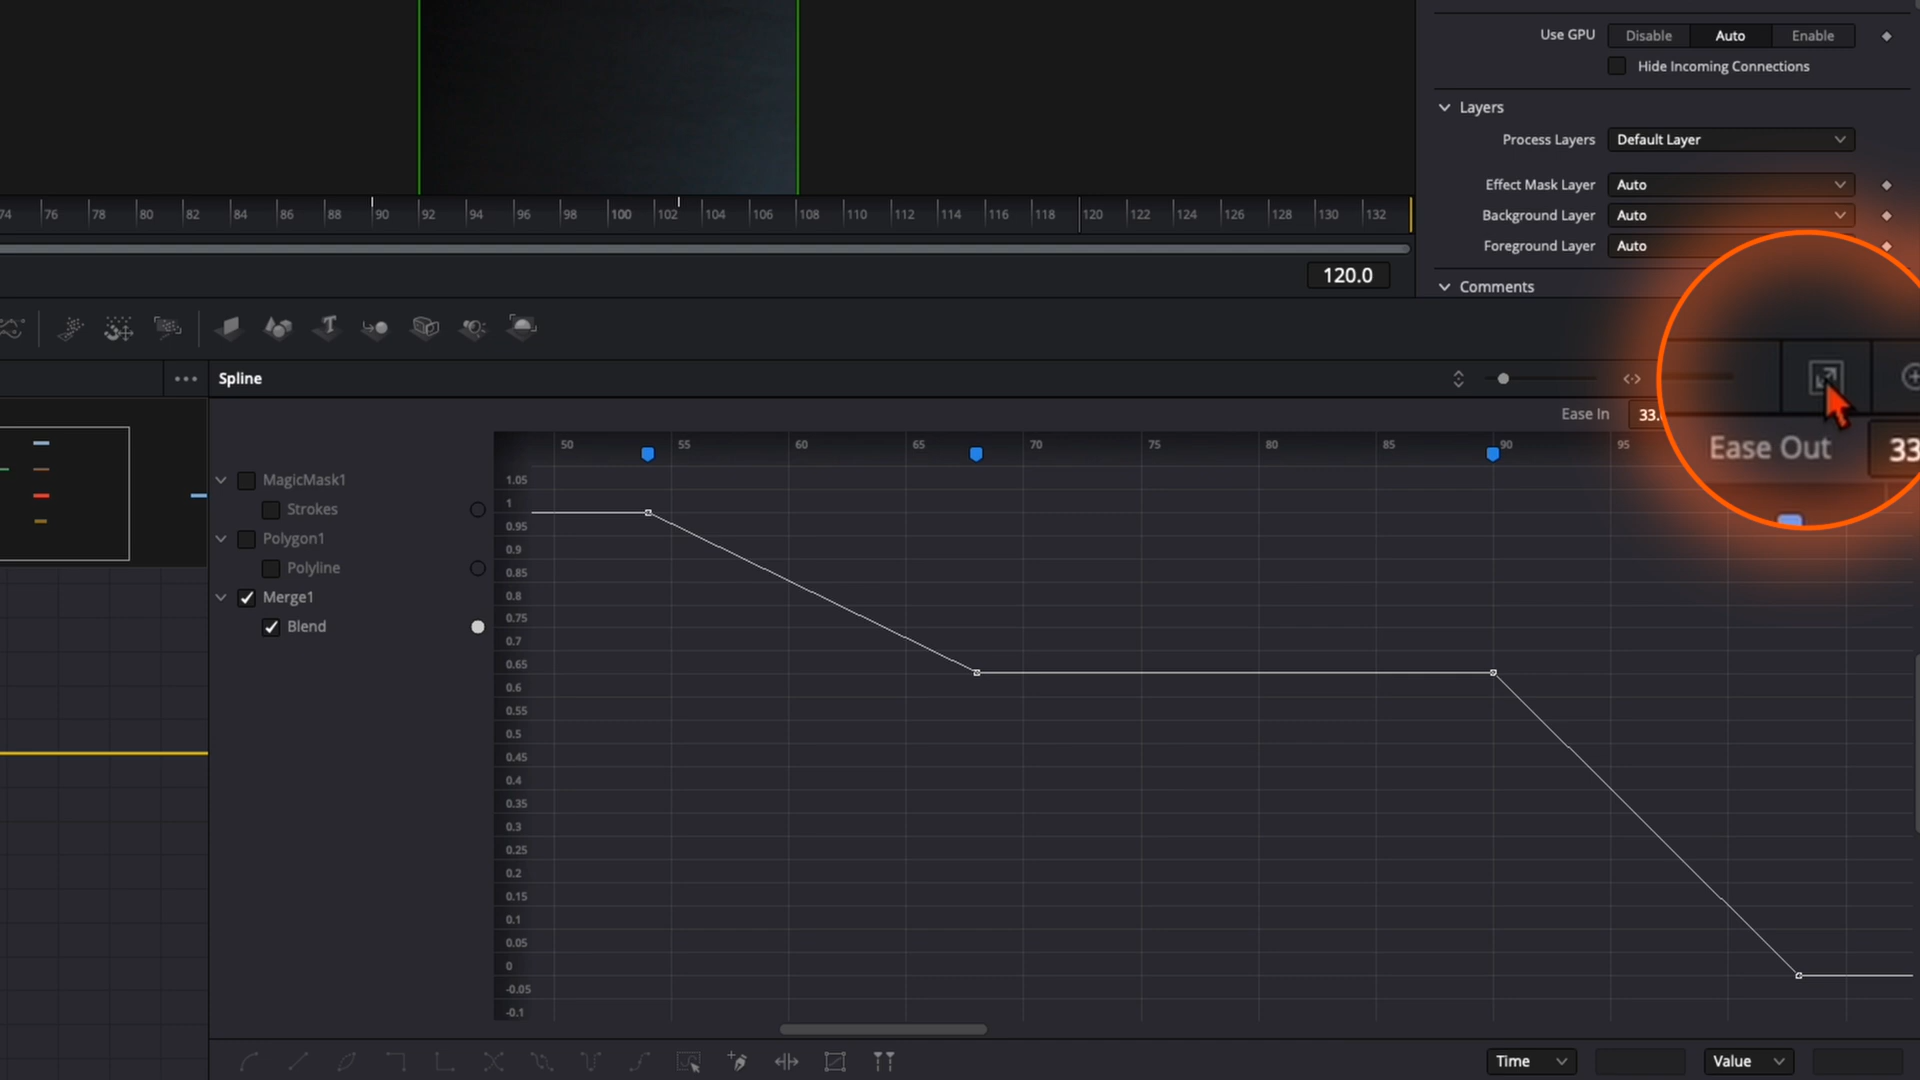 Use GPU Disable Auto Enable
Hide Incoming Connections
Layers
Process Layers Default Layer
Effect Mask Layer Auto
Background Layer Auto
Foreground Layer Auto
Comments
74 76 78 80 82 84 86 88 90 92 94 96 98 100 102 104 106 108 110 112 114 116 118 120 122 124 126 128 130 132
120.0
Spline
Ease In 33.
Ease Out 33
50 55 60 65 70 75 80 85 90 95
MagicMask1
Strokes
Polygon1
Polyline
Merge1
Blend
1.05
1
0.95
0.9
0.85
0.8
0.75
0.7
0.65
0.6
0.55
0.5
0.45
0.4
0.35
0.3
0.25
0.2
0.15
0.1
0.05
0
-0.05
-0.1
Time Value